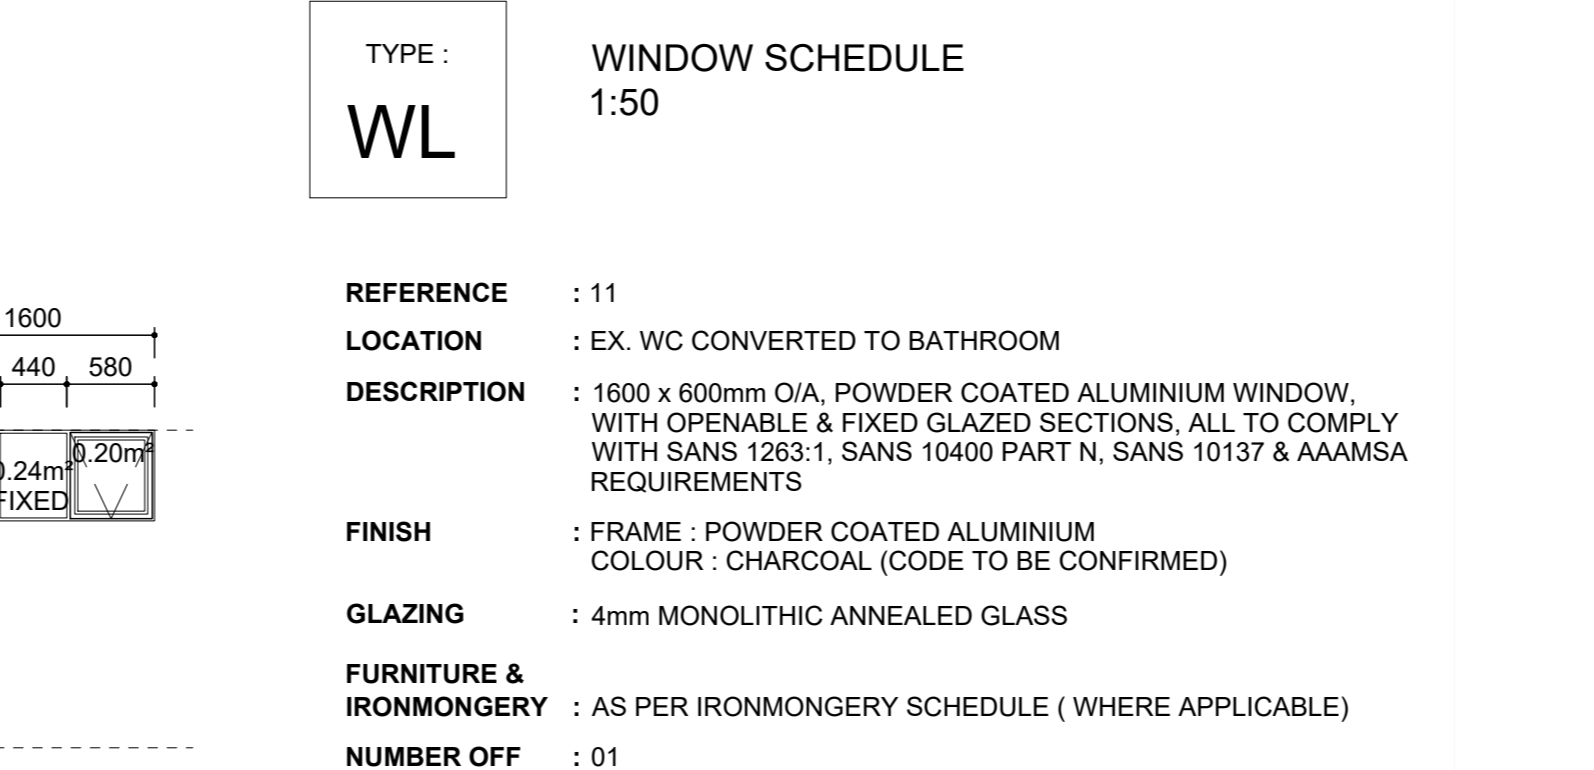 TYPE :
WL
WINDOW SCHEDULE
1:50
1600
440 580
0.20m²
0.24m²
FIXED
REFERENCE : 11
LOCATION : EX. WC CONVERTED TO BATHROOM
DESCRIPTION : 1600 x 600mm O/A, POWDER COATED ALUMINIUM WINDOW,
WITH OPENABLE & FIXED GLAZED SECTIONS, ALL TO COMPLY
WITH SANS 1263:1, SANS 10400 PART N, SANS 10137 & AAAMSA
REQUIREMENTS
FINISH : FRAME : POWDER COATED ALUMINIUM
COLOUR : CHARCOAL (CODE TO BE CONFIRMED)
GLAZING : 4mm MONOLITHIC ANNEALED GLASS
FURNITURE &
IRONMONGERY : AS PER IRONMONGERY SCHEDULE ( WHERE APPLICABLE)
NUMBER OFF : 01